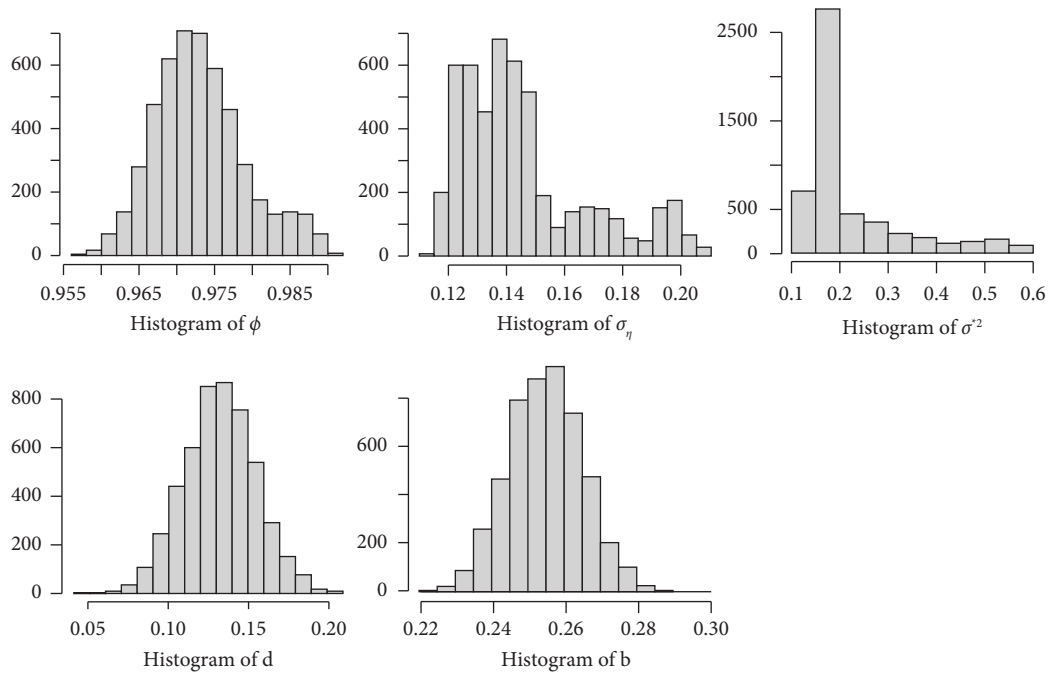 600
400
200
0
0.955 0.965 0.975 0.985
Histogram of ϕ
600
400
200
0
0.12 0.14 0.16 0.18 0.20
Histogram of σ_η
2500
1500
500
0
0.1 0.2 0.3 0.4 0.5 0.6
Histogram of σ*²
800
600
400
200
0
0.05 0.10 0.15 0.20
Histogram of d
600
200
0
0.22 0.24 0.26 0.28 0.30
Histogram of b